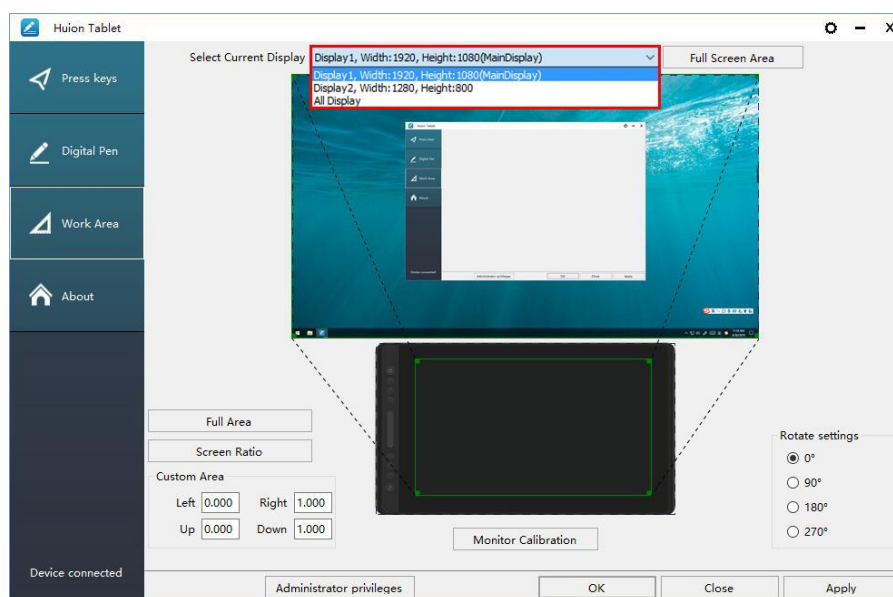 Huion Tablet
Select Current Display
Display1, Width:1920, Height:1080(MainDisplay)
Full Screen Area
Display1, Width:1920, Height:1080(MainDisplay)
Display2, Width:1280, Height:800
All Display
Press keys
Digital Pen
Work Area
About
Full Area
Screen Ratio
Custom Area
Left 0.000 Right 1.000
Up 0.000 Down 1.000
Monitor Calibration
Rotate settings
0°
90°
180°
270°
Device connected
Administrator privileges
OK
Close
Apply